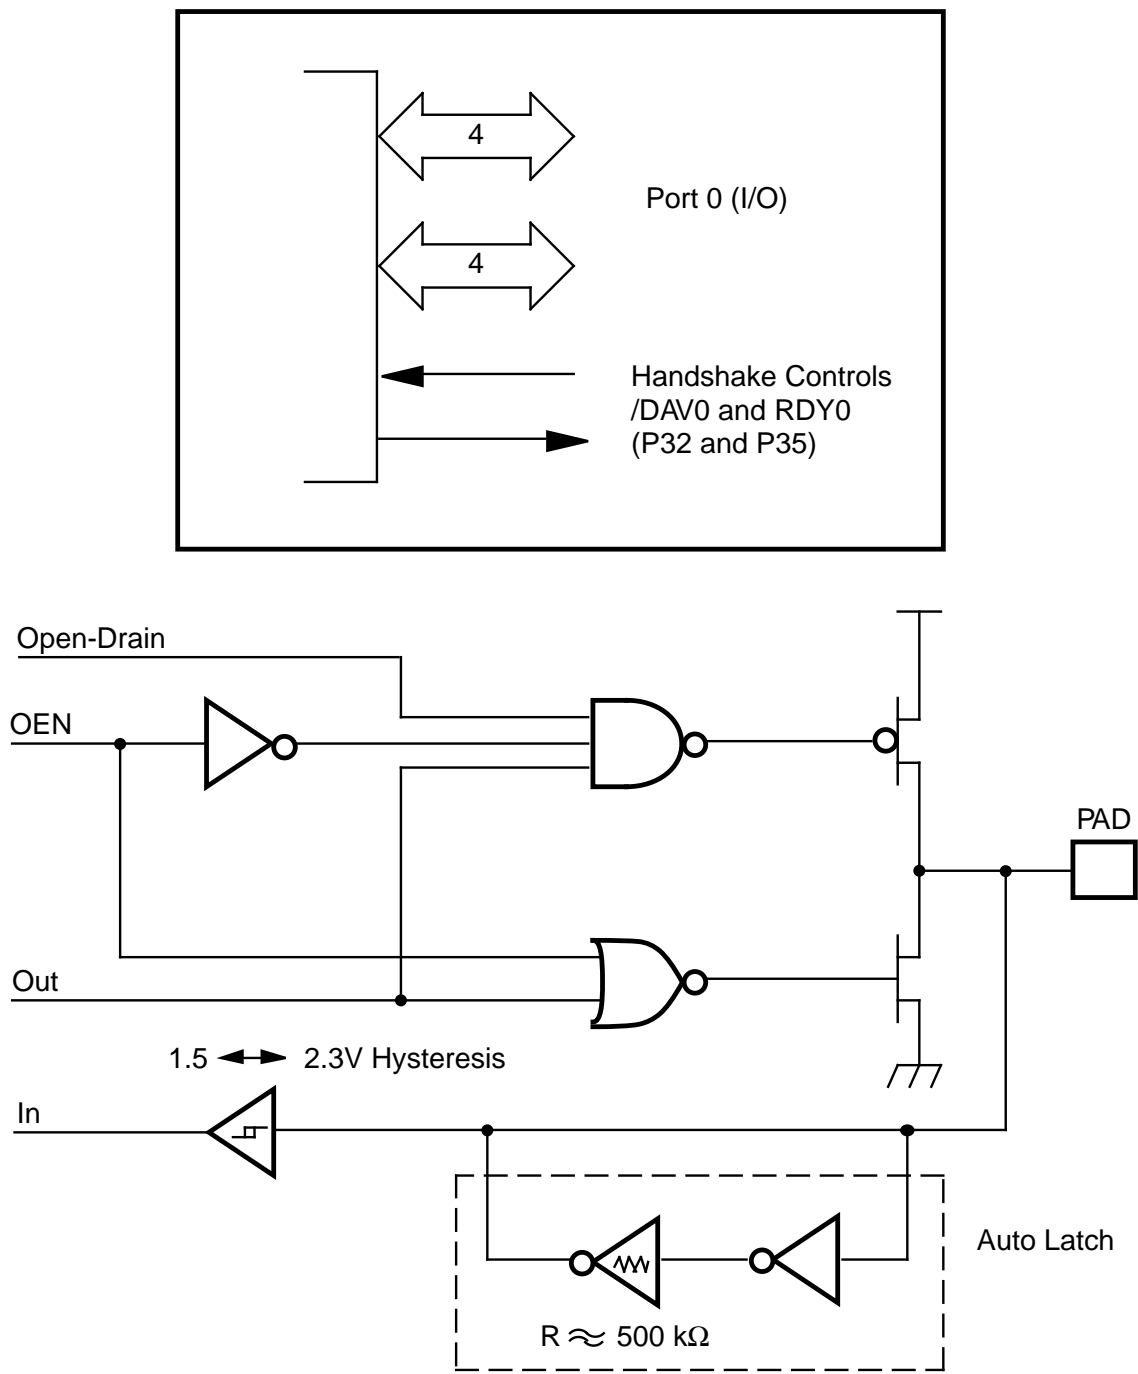 4
Port 0 (I/O)
4
Handshake Controls
/DAV0 and RDY0
(P32 and P35)
Open-Drain
OEN
PAD
Out
1.5 ◄─► 2.3V Hysteresis
In
Auto Latch
R ≈ 500 kΩ